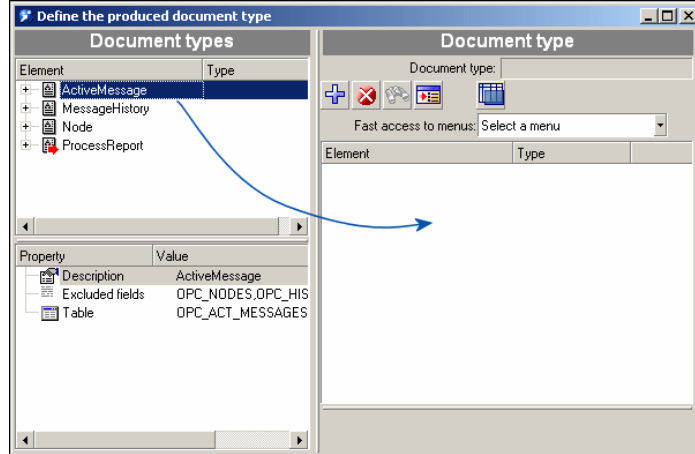 Define the produced document type
Document types
Element Type
ActiveMessage
MessageHistory
Node
ProcessReport
Property Value
Description ActiveMessage
Excluded fields OPC_NODES,OPC_HIS
Table OPC_ACT_MESSAGES
Document type
Document type:
Fast access to menus: Select a menu
Element Type